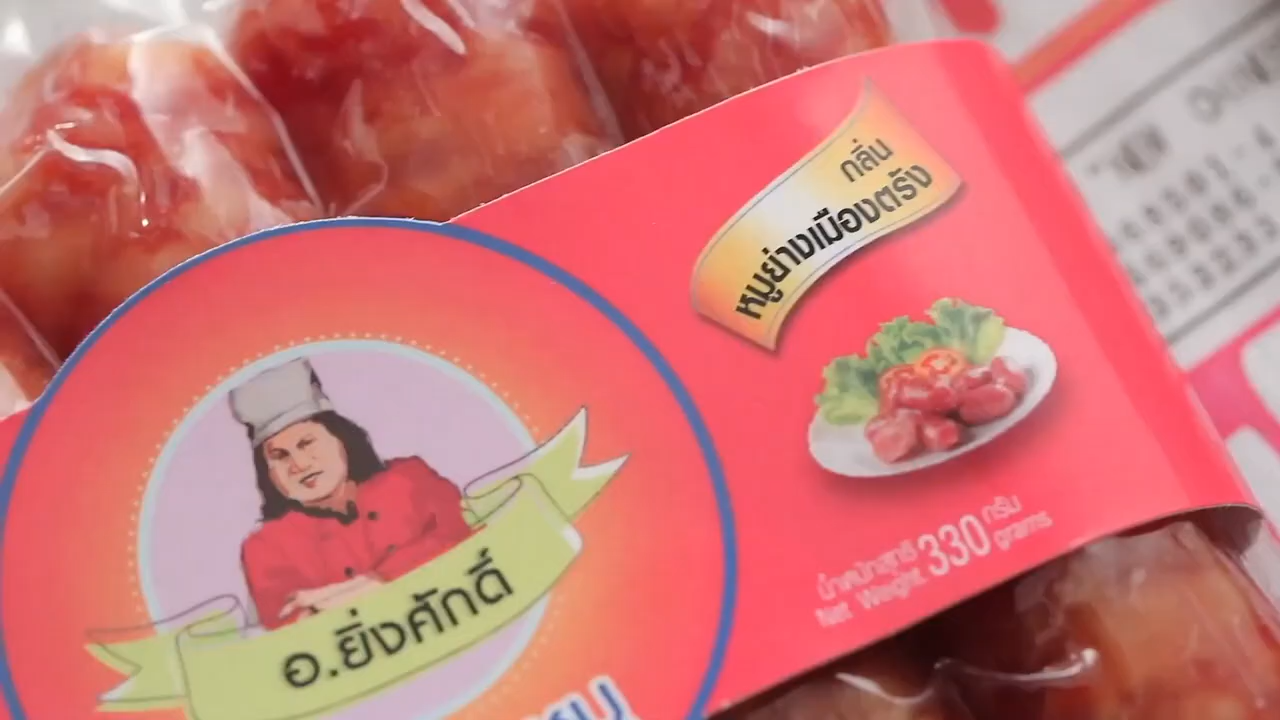 กลิ่น
หมูย่างเมืองตรัง
อ.ยิ่งศักดิ์
น้ำหนักสุทธิ 330 กรัม
Net Weight grams